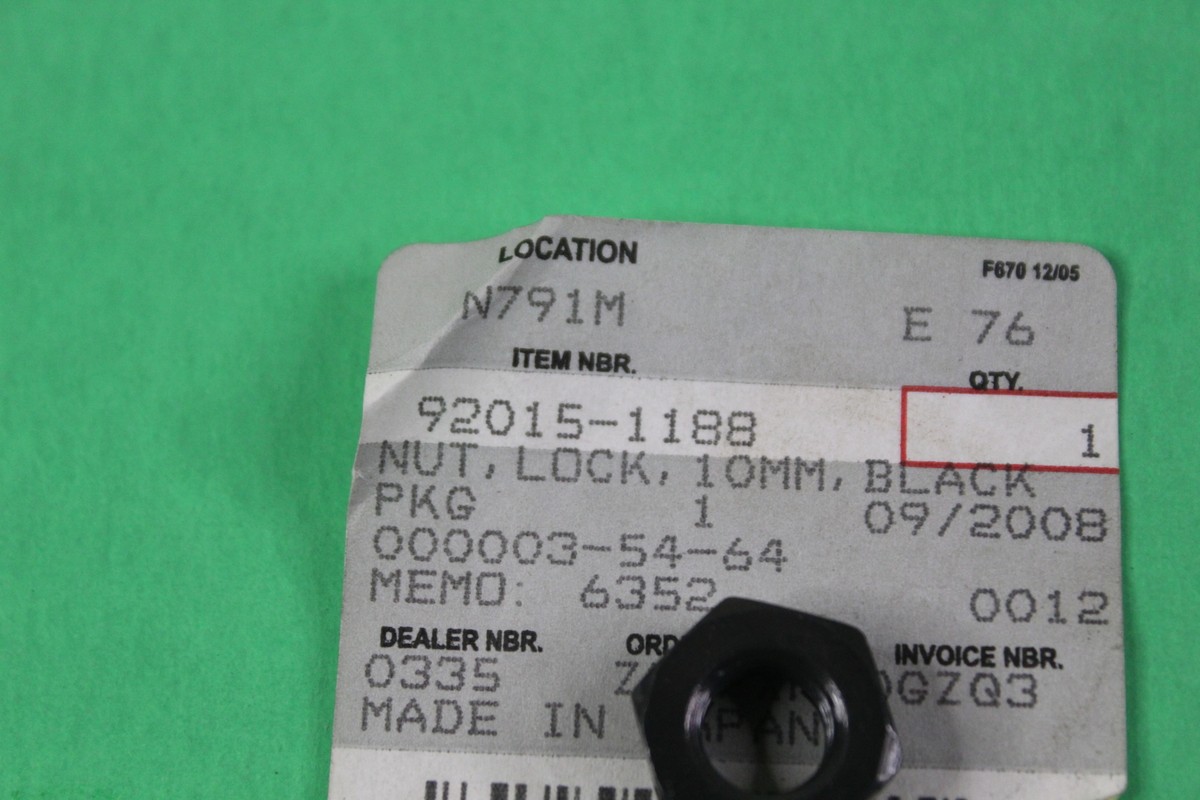 LOCATION
F670 12/05
N791M E 76
ITEM NBR. QTY.
92015-1188 1
NUT, LOCK, 10MM, BLACK
PKG 1 09/2008
000003-54-64
MEMO: 6352 0012
DEALER NBR. INVOICE NBR.
0335
MADE IN JAPAN